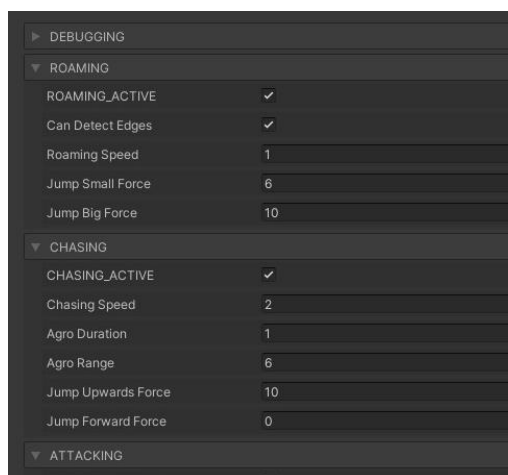 DEBUGGING
ROAMING
ROAMING_ACTIVE
Can Detect Edges
Roaming Speed 1
Jump Small Force 6
Jump Big Force 10
CHASING
CHASING_ACTIVE
Chasing Speed 2
Agro Duration 1
Agro Range 6
Jump Upwards Force 10
Jump Forward Force 0
ATTACKING